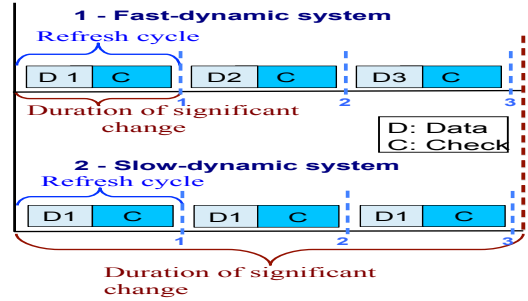 1 - Fast-dynamic system
Refresh cycle
D 1 C D2 C D3 C
1 2 3
Duration of significant
change
D: Data
C: Check
2 - Slow-dynamic system
Refresh cycle
D1 C D1 C D1 C
1 2 3
Duration of significant
change